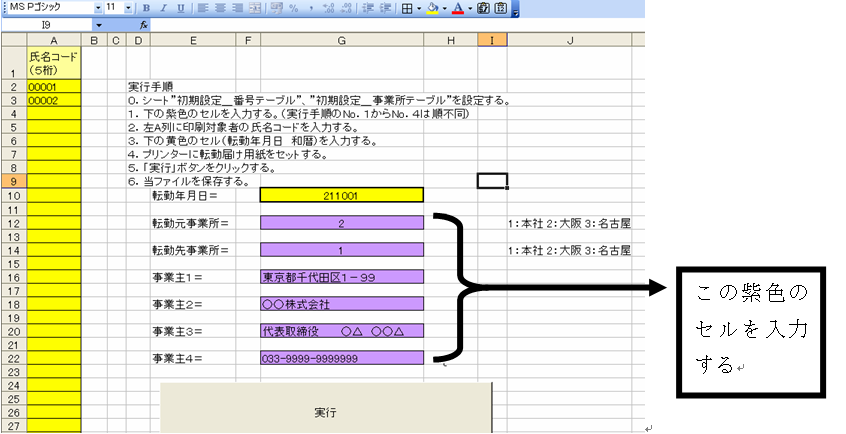 MS Pゴシック 11 B I U
I9 fx
A B C D E F G H I J
氏名コード
1 (5桁)
2 00001 実行手順
3 00002 0．シート"初期設定__番号テーブル"、"初期設定__事業所テーブル"を設定する。
4 1．下の紫色のセルを入力する。(実行手順のNo．1からNo．4は順不同)
5 2．左A列に印刷対象者の氏名コードを入力する。
6 3．下の黄色のセル(転勤年月日 和暦)を入力する。
7 4．プリンターに転勤届け用紙をセットする。
8 5．「実行」ボタンをクリックする。
9 6．当ファイルを保存する。
10 転勤年月日＝ 211001
11
12 転勤元事業所＝ 2 1：本社 2：大阪 3：名古屋
13
14 転勤先事業所＝ 1 1：本社 2：大阪 3：名古屋
15
16 事業主1＝ 東京都千代田区1－99
17
18 事業主2＝ 〇〇株式会社
19
20 事業主3＝ 代表取締役 〇△ 〇〇△
21
22 事業主4＝ 033-9999-9999999
23
24
25
26 実行
27
この紫色の
セルを入力
する